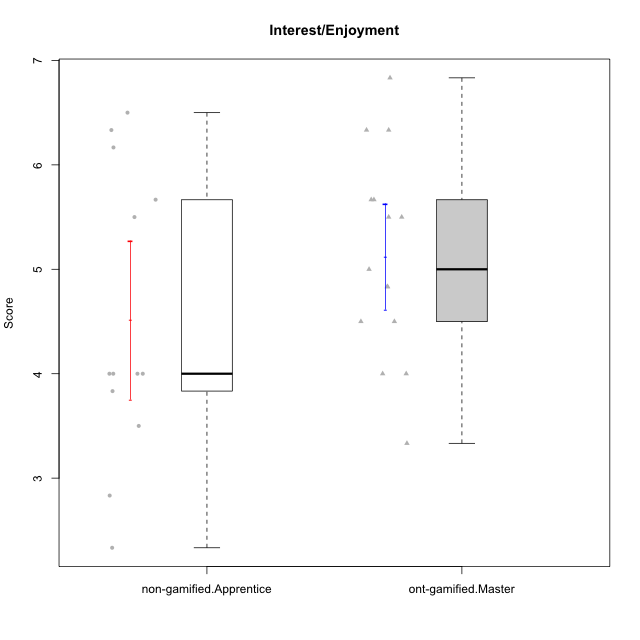 Interest/Enjoyment
7
6
5
4
3
Score
non-gamified.Apprentice
ont-gamified.Master